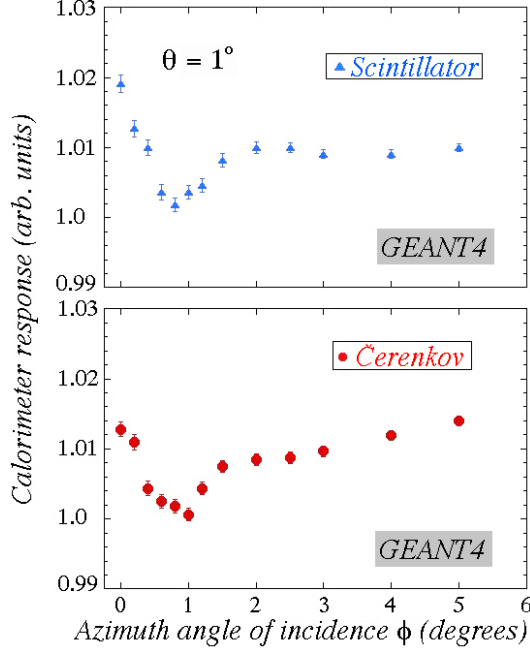 1.03
θ = 1°
Scintillator
1.02
1.01
1.0
GEANT4
0.99
1.03
Čerenkov
1.02
1.01
1.0
GEANT4
0.99
0 1 2 3 4 5 6
Azimuth angle of incidence ϕ (degrees)
Calorimeter response (arb. units)